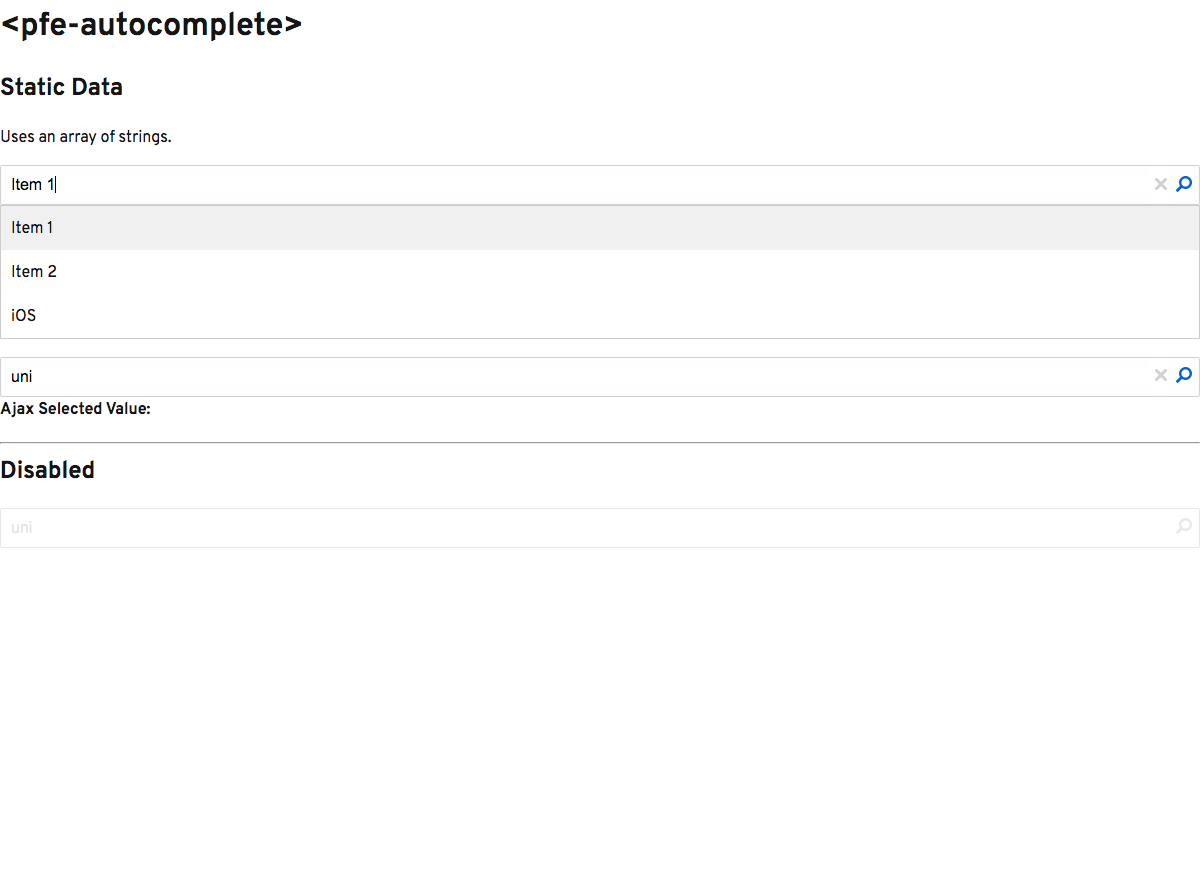 <pfe-autocomplete>
Static Data
Uses an array of strings.
Item 1
Item 1
Item 2
iOS
uni
Ajax Selected Value:
Disabled
uni